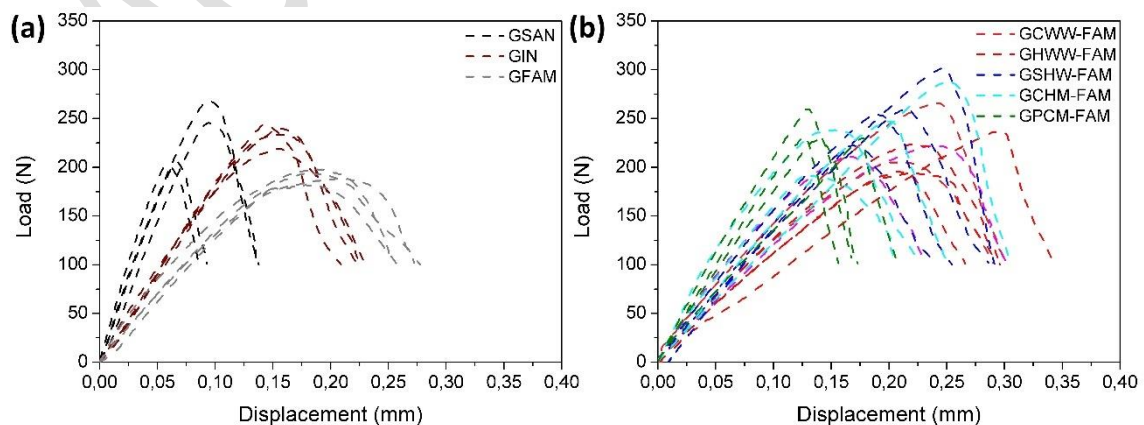 (a)
GSAN
GIN
GFAM
350
300
250
200
150
100
50
0
Load (N)
0,00 0,05 0,10 0,15 0,20 0,25 0,30 0,35 0,40
Displacement (mm)
(b)
GCWW-FAM
GHWW-FAM
GSHW-FAM
GCHM-FAM
GPCM-FAM
350
300
250
200
150
100
50
0
Load (N)
0,00 0,05 0,10 0,15 0,20 0,25 0,30 0,35 0,40
Displacement (mm)